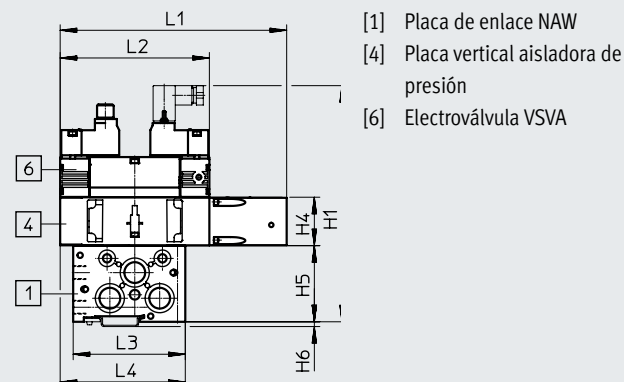 L1
L2
[1] Placa de enlace NAW
[4] Placa vertical aisladora de
presión
[6] Electroválvula VSVA
6
4
1
H4
H1
H5
H6
L3
L4